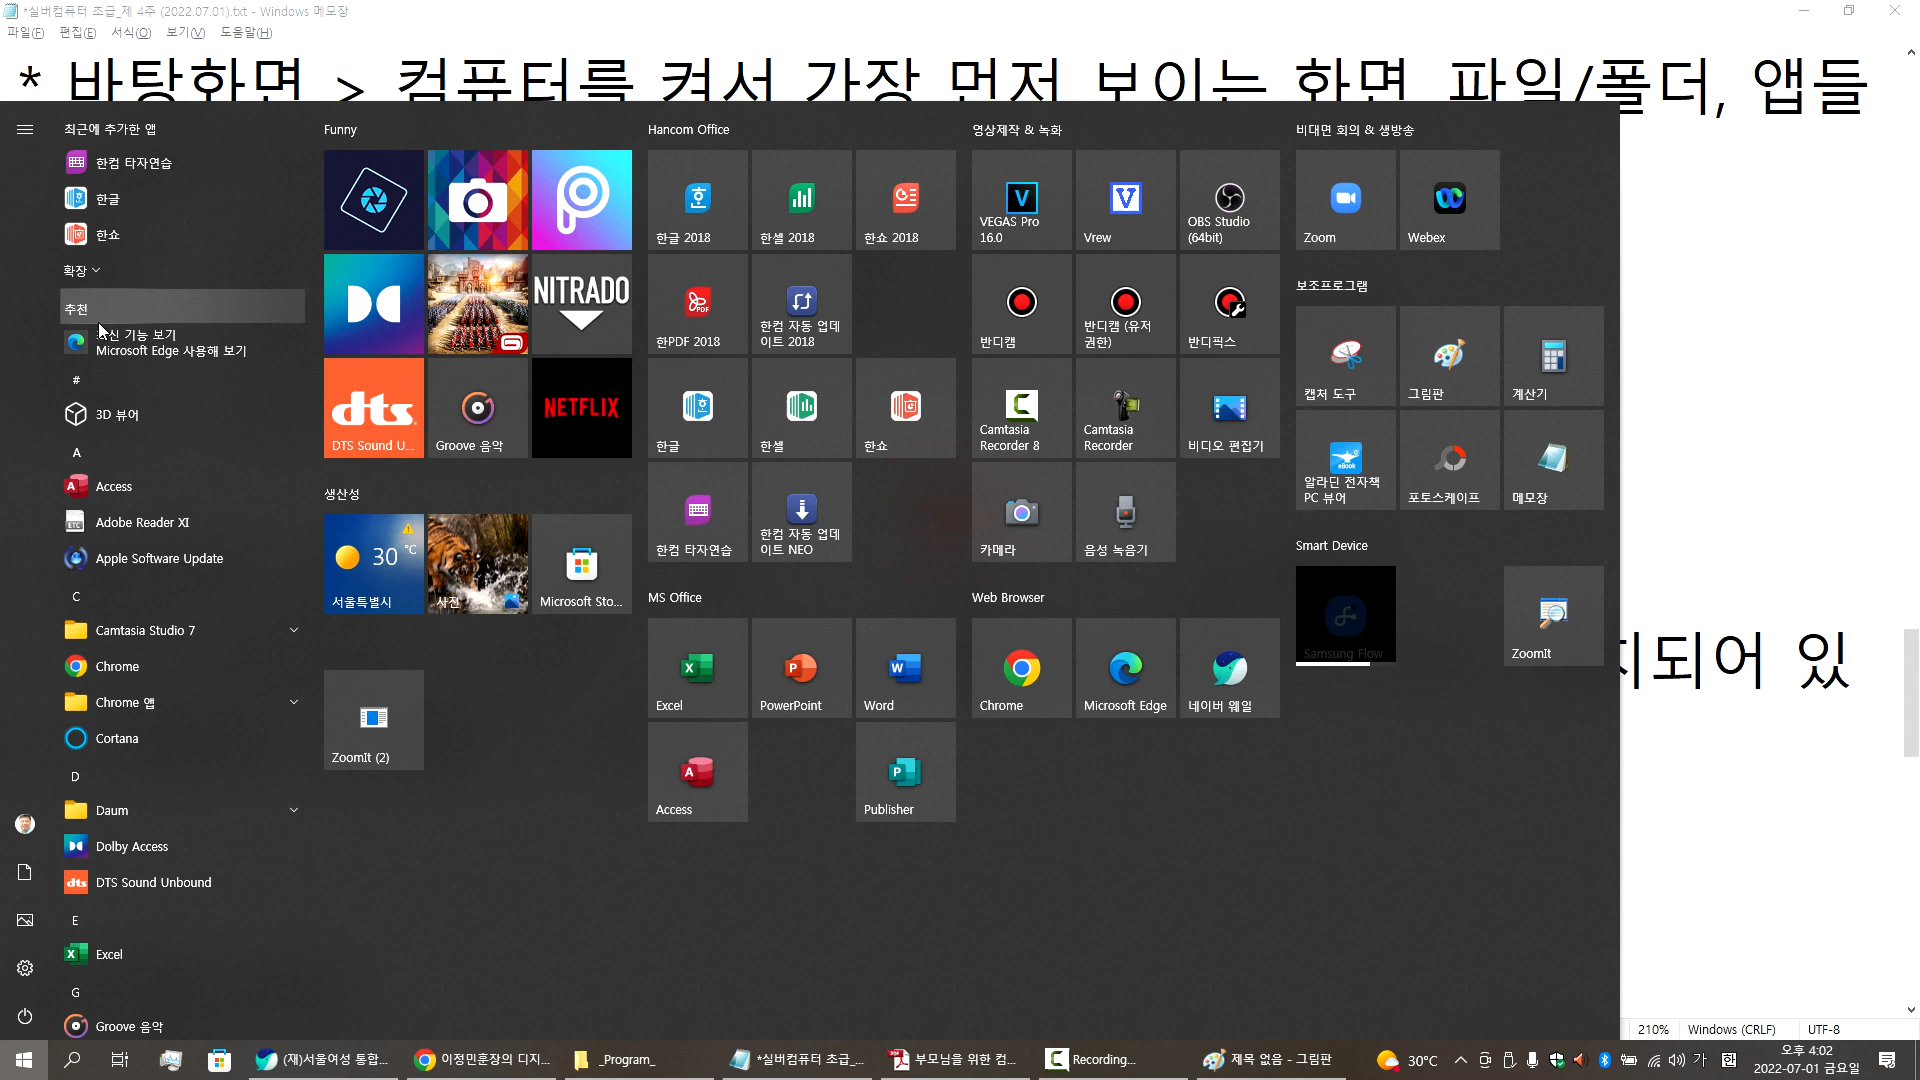 *실버컴퓨터 초급_제 4주 (2022.07.01).txt - Windows 메모장
파일(F) 편집(E) 서식(O) 보기(V) 도움말(H)
* 바탕화면 > 컴퓨터를 켜서 가장 먼저 보이는 화면, 파일/폴더, 앱들
최근에 추가한 앱
한컴 타자연습
한글
한쇼
확장
추천
신 기능 보기
Microsoft Edge 사용해 보기
#
3D 뷰어
A
Access
Adobe Reader XI
Apple Software Update
C
Camtasia Studio 7
Chrome
Chrome 앱
Cortana
D
Daum
Dolby Access
DTS Sound Unbound
E
Excel
G
Groove 음악
Funny
NITRADO
dts
DTS Sound U...
Groove 음악
NETFLIX
생산성
30 °C
서울특별시
사진
Microsoft Sto...
ZoomIt (2)
Hancom Office
한글 2018
한셀 2018
한쇼 2018
한PDF 2018
한컴 자동 업데
이트 2018
한글
한셀
한쇼
한컴 타자연습
한컴 자동 업데
이트 NEO
MS Office
Excel
PowerPoint
Word
Access
Publisher
영상제작 & 녹화
VEGAS Pro
16.0
Vrew
OBS Studio
(64bit)
반디캠
반디캠 (유저
권한)
반디픽스
Camtasia
Recorder 8
Camtasia
Recorder
비디오 편집기
카메라
음성 녹음기
Web Browser
Chrome
Microsoft Edge
네이버 웨일
비대면 회의 & 생방송
Zoom
Webex
보조프로그램
캡처 도구
그림판
계산기
알라딘 전자책
PC 뷰어
포토스케이프
메모장
Smart Device
Samsung Flow
ZoomIt
지되어 있
210% Windows (CRLF) UTF-8
(재)서울여성 통합... 이정민훈장의 디지... _Program_ *실버컴퓨터 초급_... 부모님을 위한 컴... Recording... 제목 없음 - 그림판 30°C 가 한
오후 4:02
2022-07-01 금요일